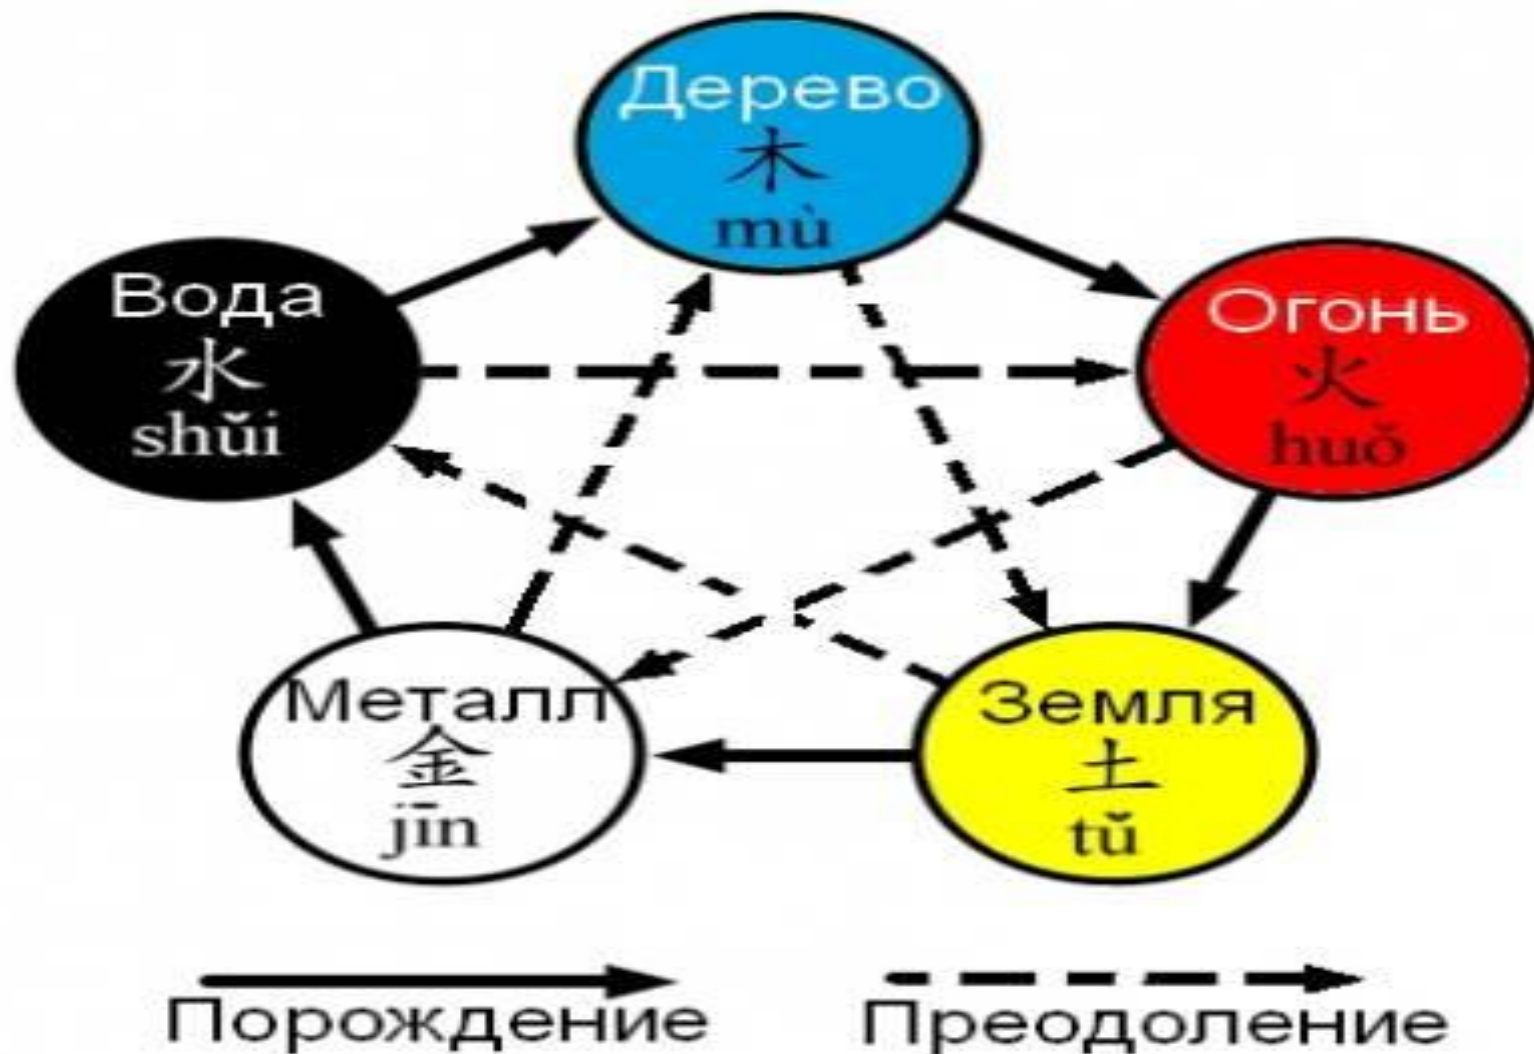 Дерево
木
mù
Вода
水
shǔi
Огонь
火
huǒ
Металл
金
jīn
Земля
土
tǔ
Порождение
Преодоление